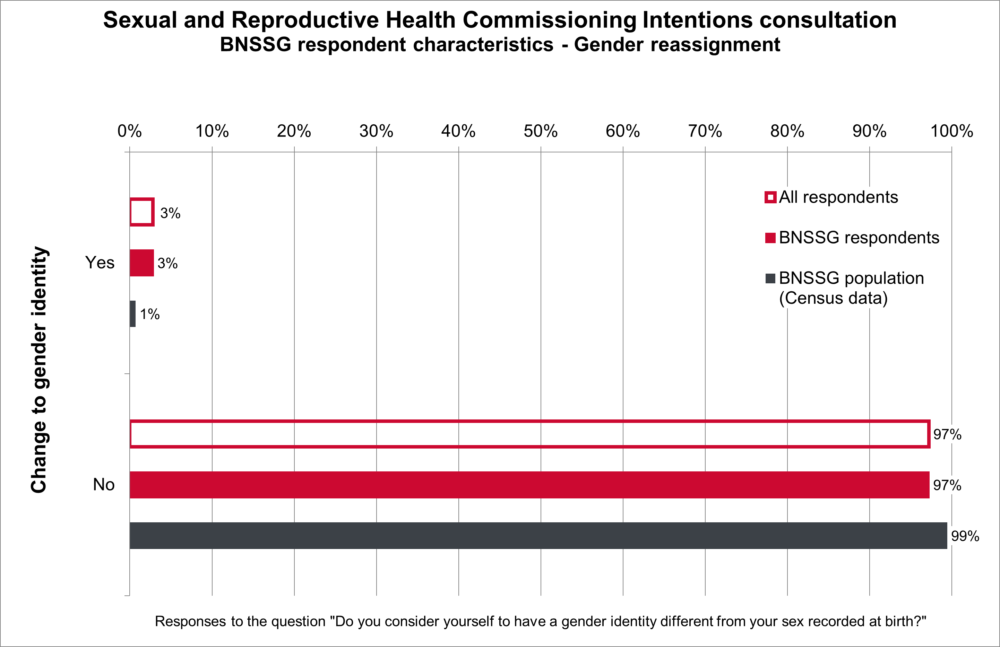 Sexual and Reproductive Health Commissioning Intentions consultation
BNSSG respondent characteristics - Gender reassignment
0% 10% 20% 30% 40% 50% 60% 70% 80% 90% 100%
Change to gender identity
All respondents
BNSSG respondents
BNSSG population
(Census data)
3%
Yes 3%
1%
97%
No 97%
99%
Responses to the question "Do you consider yourself to have a gender identity different from your sex recorded at birth?"